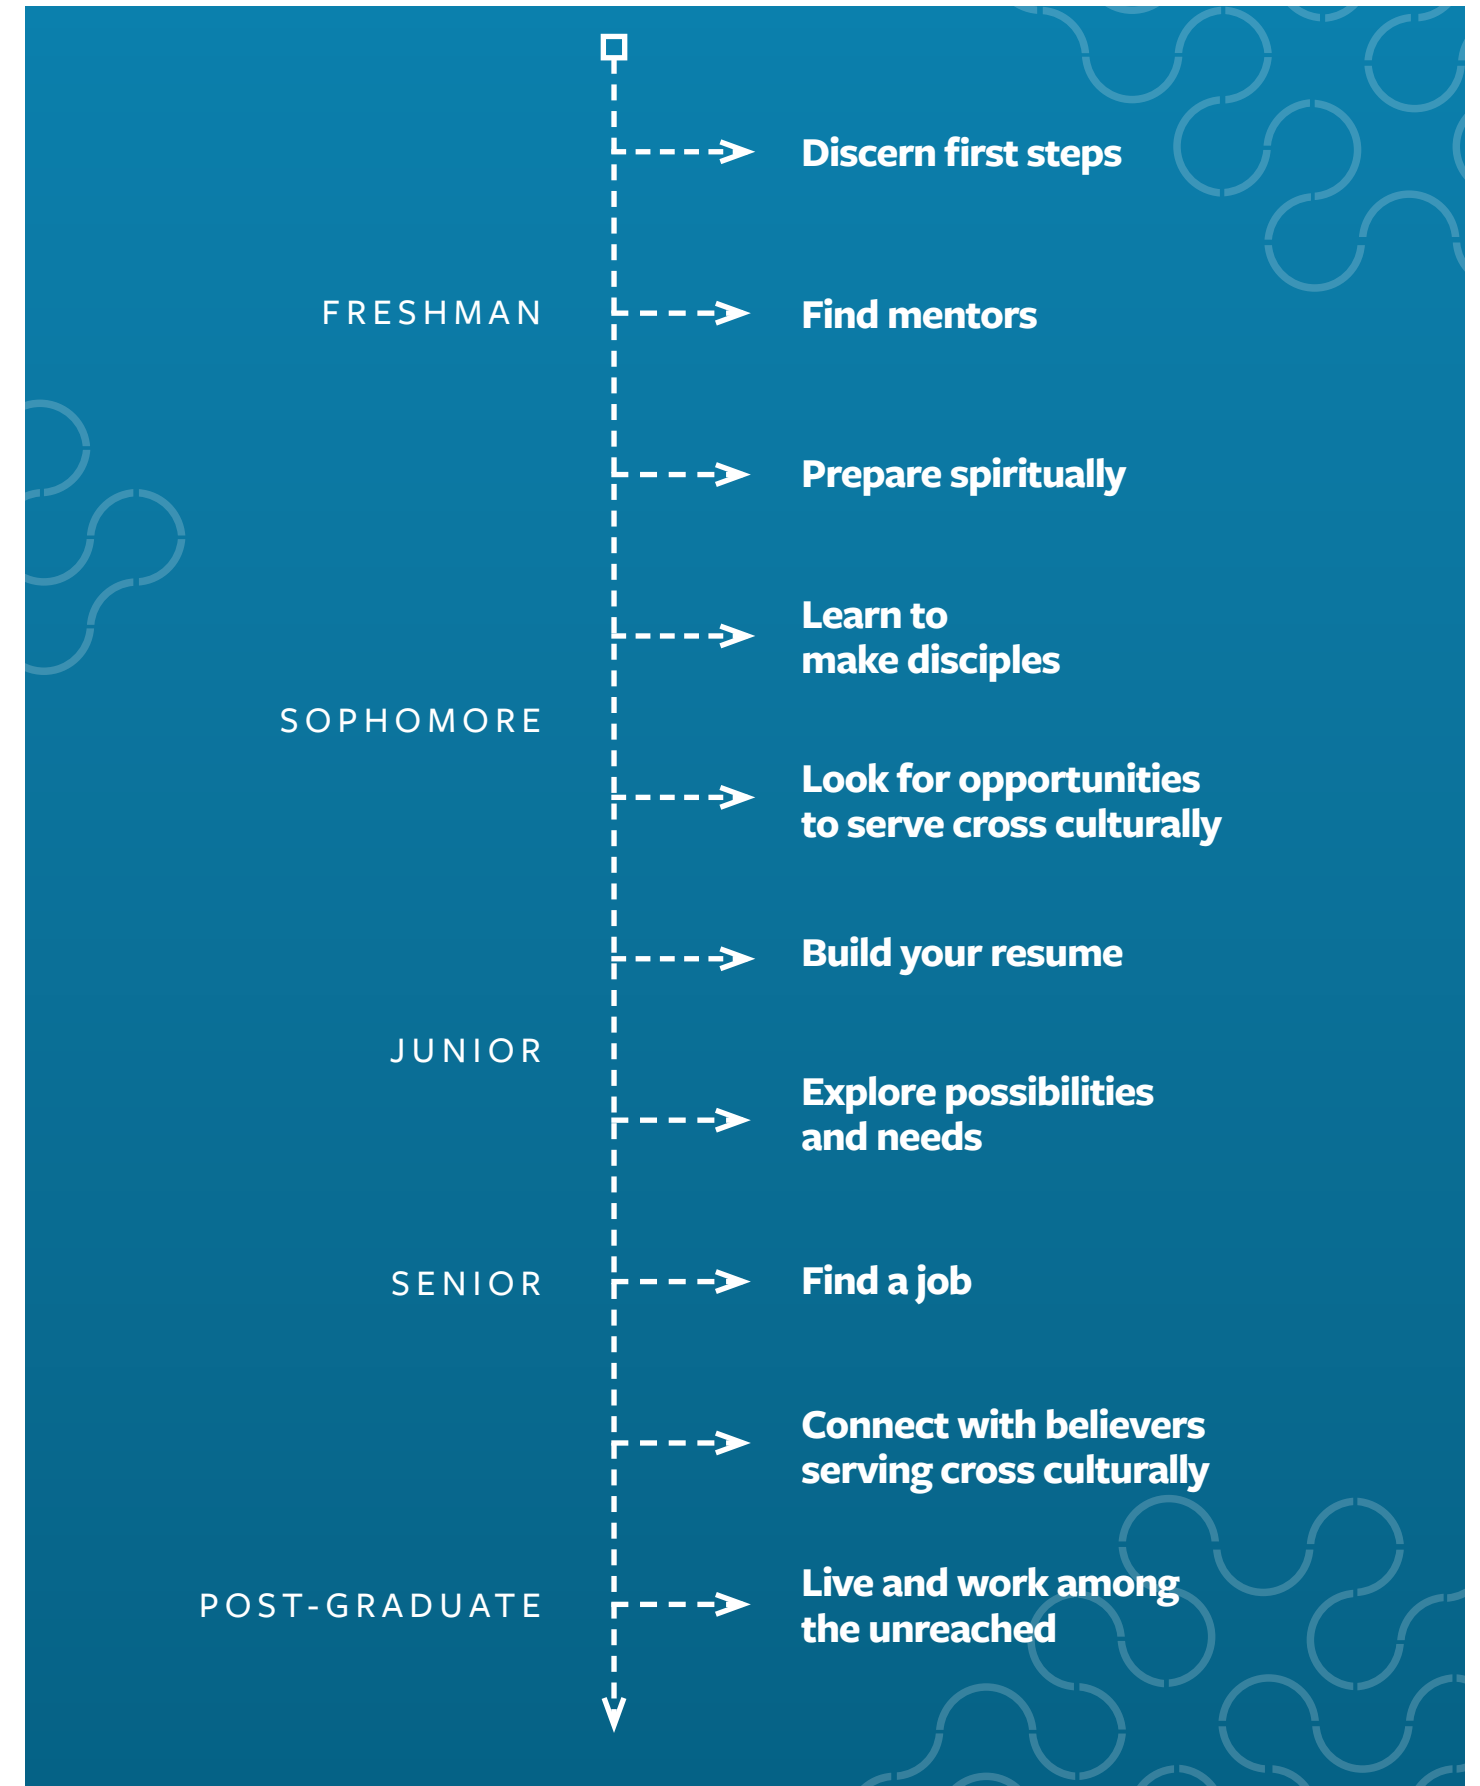 Discern first steps
FRESHMAN
Find mentors
Prepare spiritually
Learn to
make disciples
SOPHOMORE
Look for opportunities
to serve cross culturally
Build your resume
JUNIOR
Explore possibilities
and needs
SENIOR
Find a job
Connect with believers
serving cross culturally
POST-GRADUATE
Live and work among
the unreached